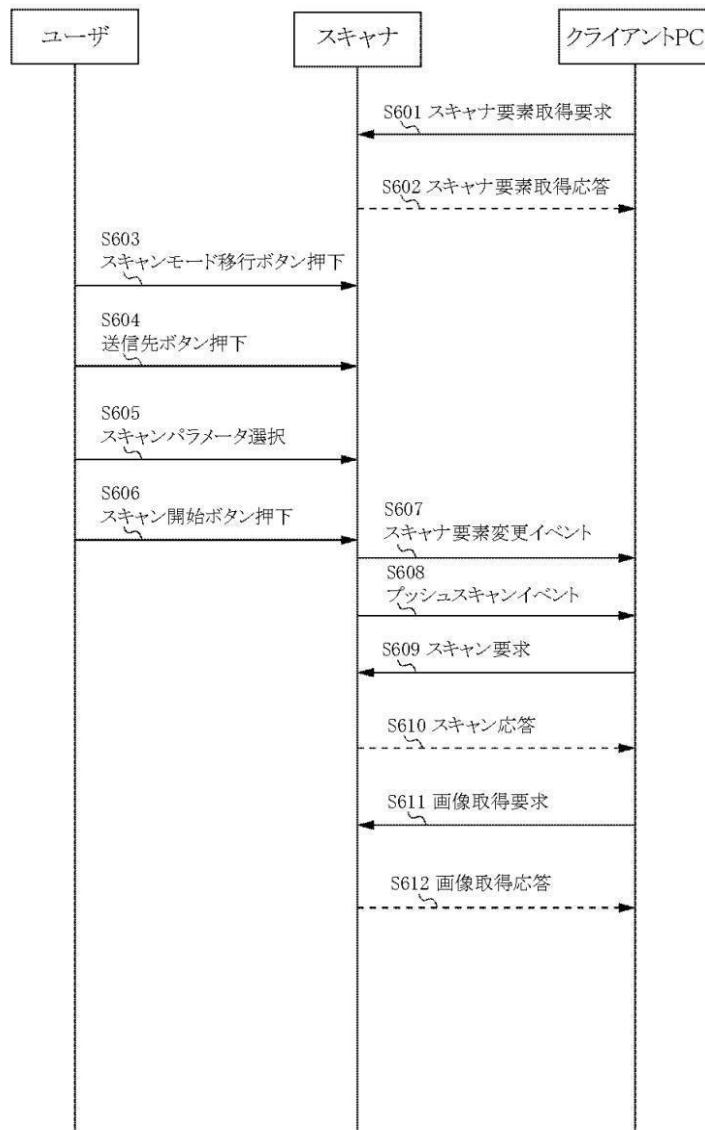 ユーザ
スキャナ
クライアントPC
S601 スキャナ要素取得要求
S602 スキャナ要素取得応答
S603
スキャンモード移行ボタン押下
S604
送信先ボタン押下
S605
スキャンパラメータ選択
S606
スキャン開始ボタン押下
S607
スキャナ要素変更イベント
S608
プッシュスキャンイベント
S609 スキャン要求
S610 スキャン応答
S611 画像取得要求
S612 画像取得応答